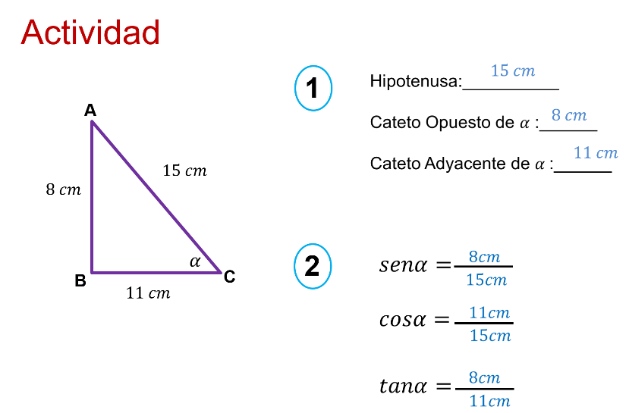 Actividad
1
Hipotenusa: 15 cm
Cateto Opuesto de α : 8 cm
Cateto Adyacente de α : 11 cm
A
15 cm
8 cm
α
B
C
11 cm
2
senα = 8cm
15cm
cosα = 11cm
15cm
tanα = 8cm
11cm